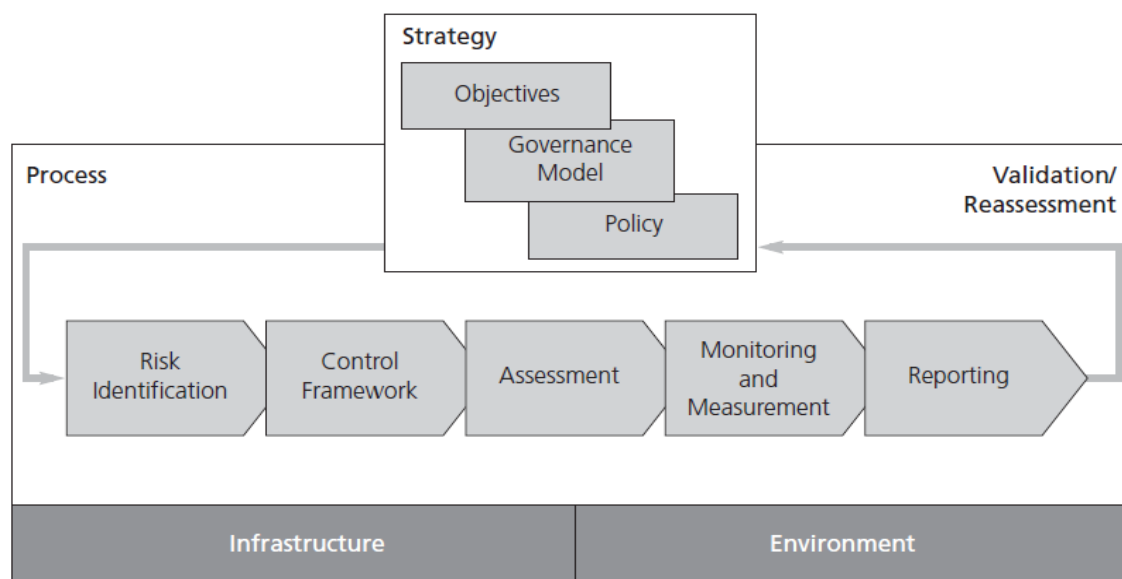 Strategy
Objectives
Governance
Model
Policy
Process
Validation/
Reassessment
Risk
Identification
Control
Framework
Assessment
Monitoring
and
Measurement
Reporting
Infrastructure
Environment